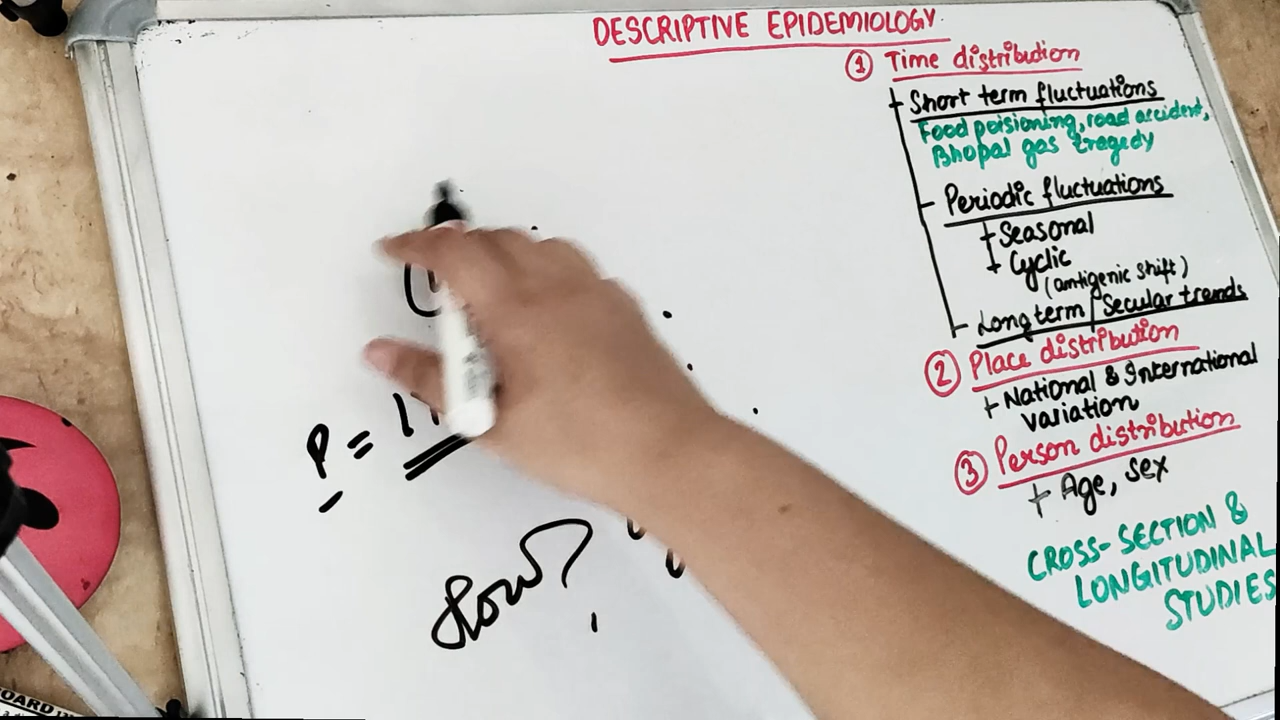 DESCRIPTIVE EPIDEMIOLOGY
① Time distribution
Short term fluctuations
Food poisioning, road accident,
Bhopal gas tragedy
Periodic fluctuations
+ Seasonal
+ Cyclic
(antigenic shift)
Long term / Secular trends
② Place distribution
+ National & International
variation
③ Person distribution
+ Age, sex
CROSS-SECTION &
LONGITUDINAL
STUDIES
P =
How?